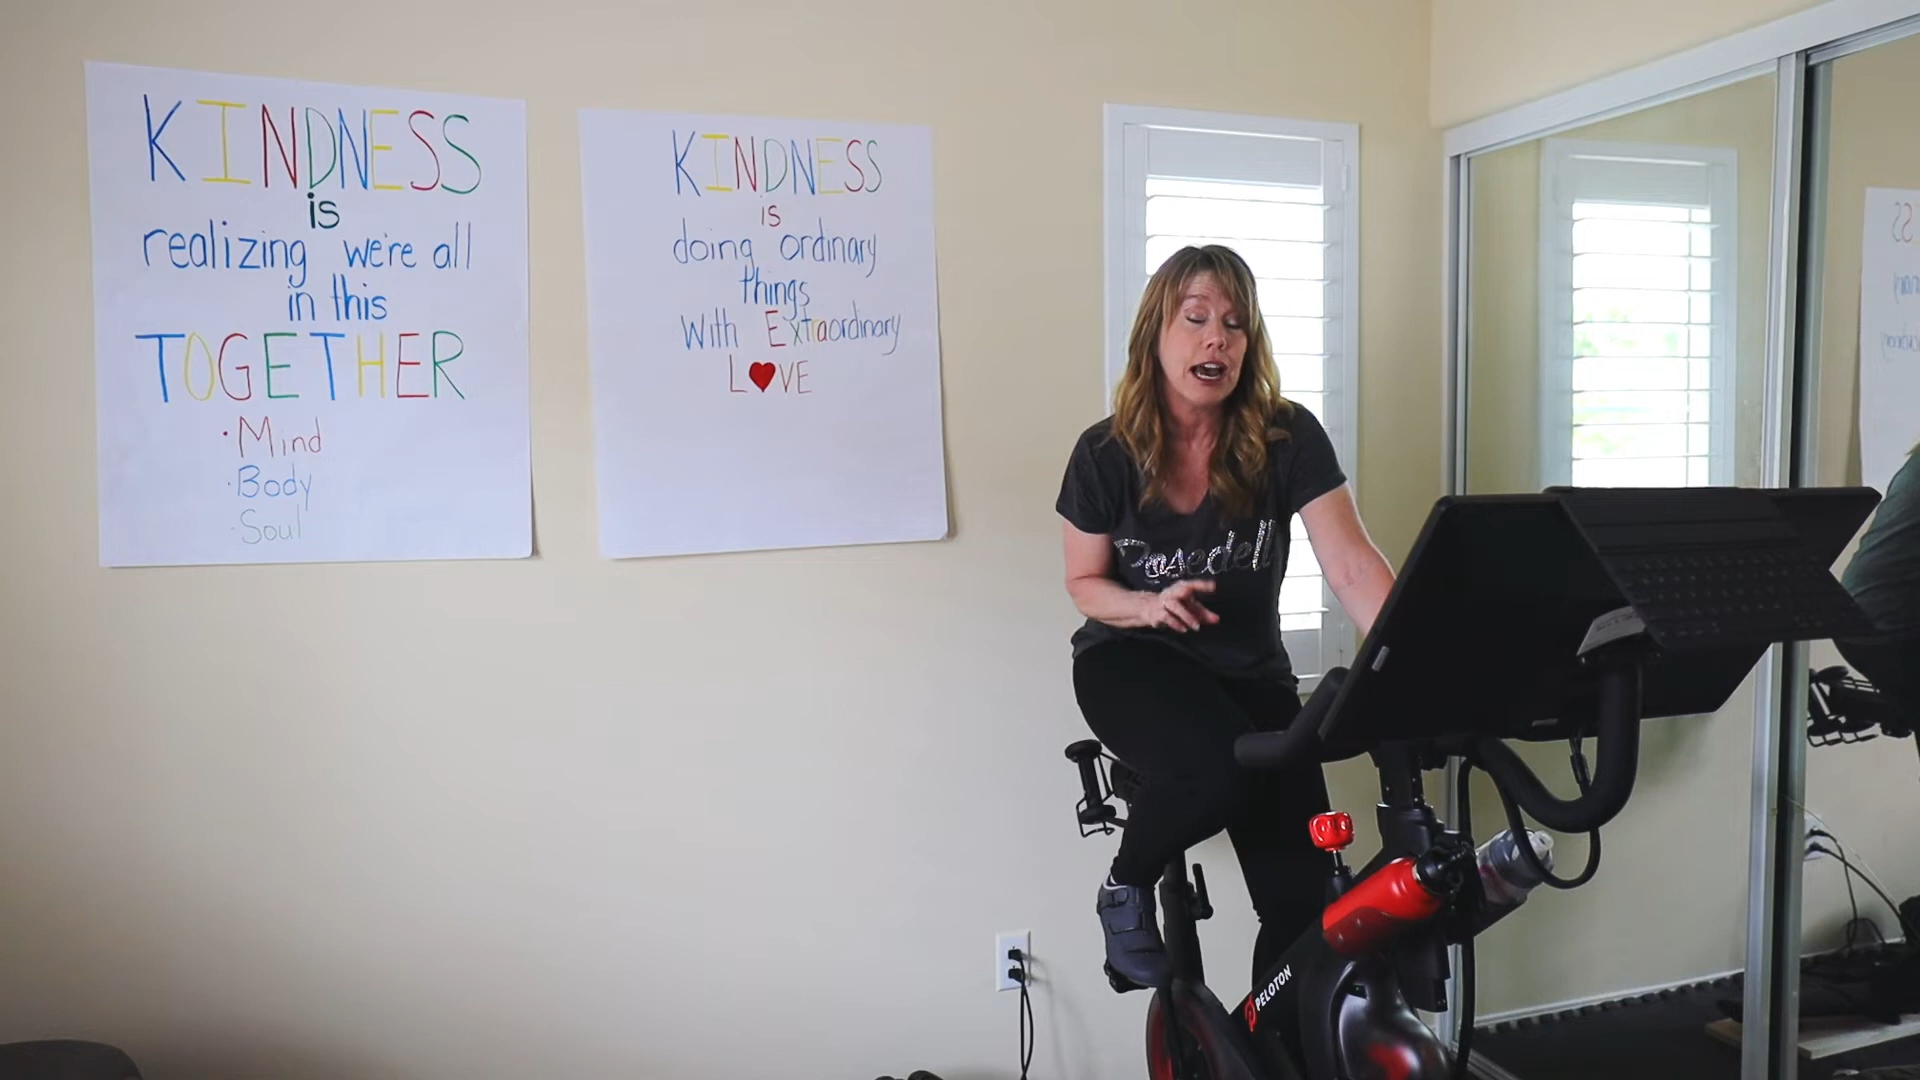 KINDNESS
is
realizing we're all
in this
TOGETHER
· Mind
· Body
· Soul
KINDNESS
is
doing ordinary
things
With Extraordinary
LOVE
Rosedell
PELOTON